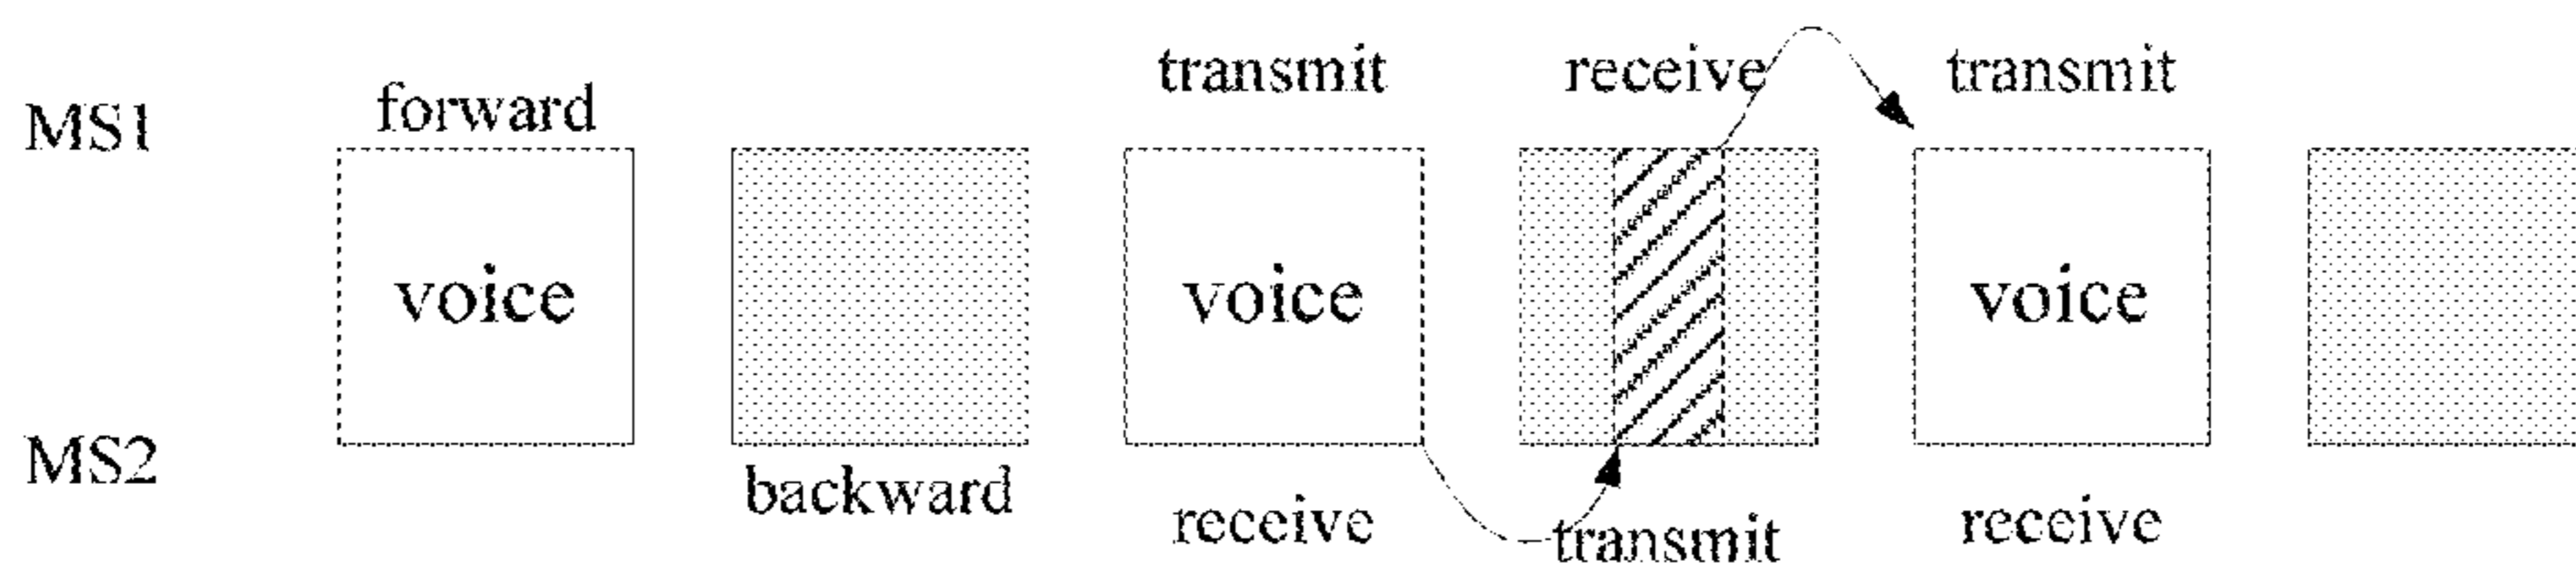 transmit receive transmit
MS1 forward
voice voice voice
MS2 backward receive transmit receive